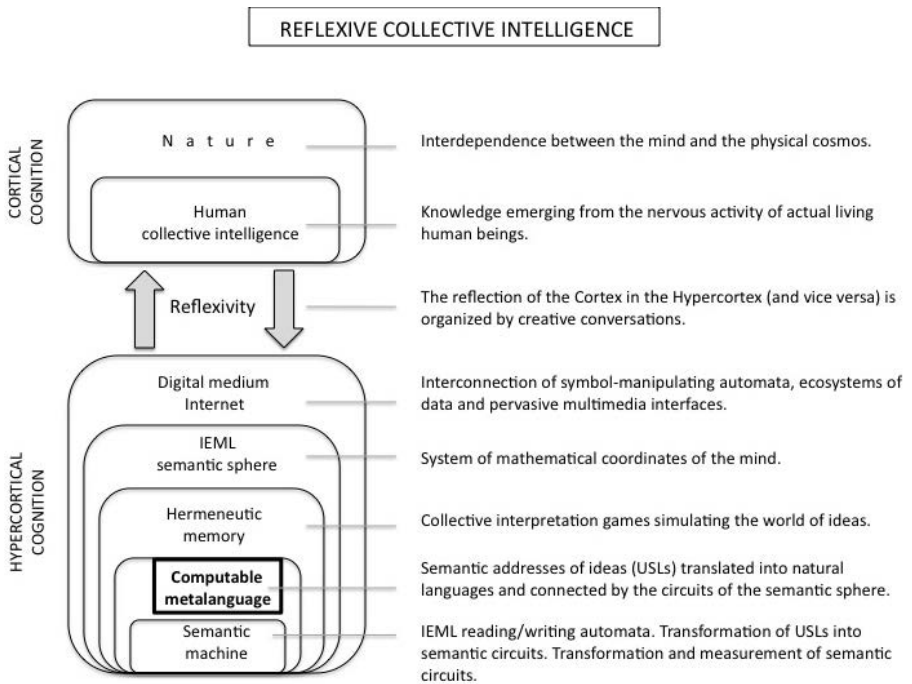 REFLEXIVE COLLECTIVE INTELLIGENCE
CORTICAL
COGNITION
Nature
Interdependence between the mind and the physical cosmos.
Human
collective intelligence
Knowledge emerging from the nervous activity of actual living
human beings.
Reflexivity
The reflection of the Cortex in the Hypercortex (and vice versa) is
organized by creative conversations.
HYPERCORTICAL
COGNITION
Digital medium
Internet
Interconnection of symbol-manipulating automata, ecosystems of
data and pervasive multimedia interfaces.
IEML
semantic sphere
System of mathematical coordinates of the mind.
Hermeneutic
memory
Collective interpretation games simulating the world of ideas.
Computable
metalanguage
Semantic addresses of ideas (USLs) translated into natural
languages and connected by the circuits of the semantic sphere.
Semantic
machine
IEML reading/writing automata. Transformation of USLs into
semantic circuits. Transformation and measurement of semantic
circuits.